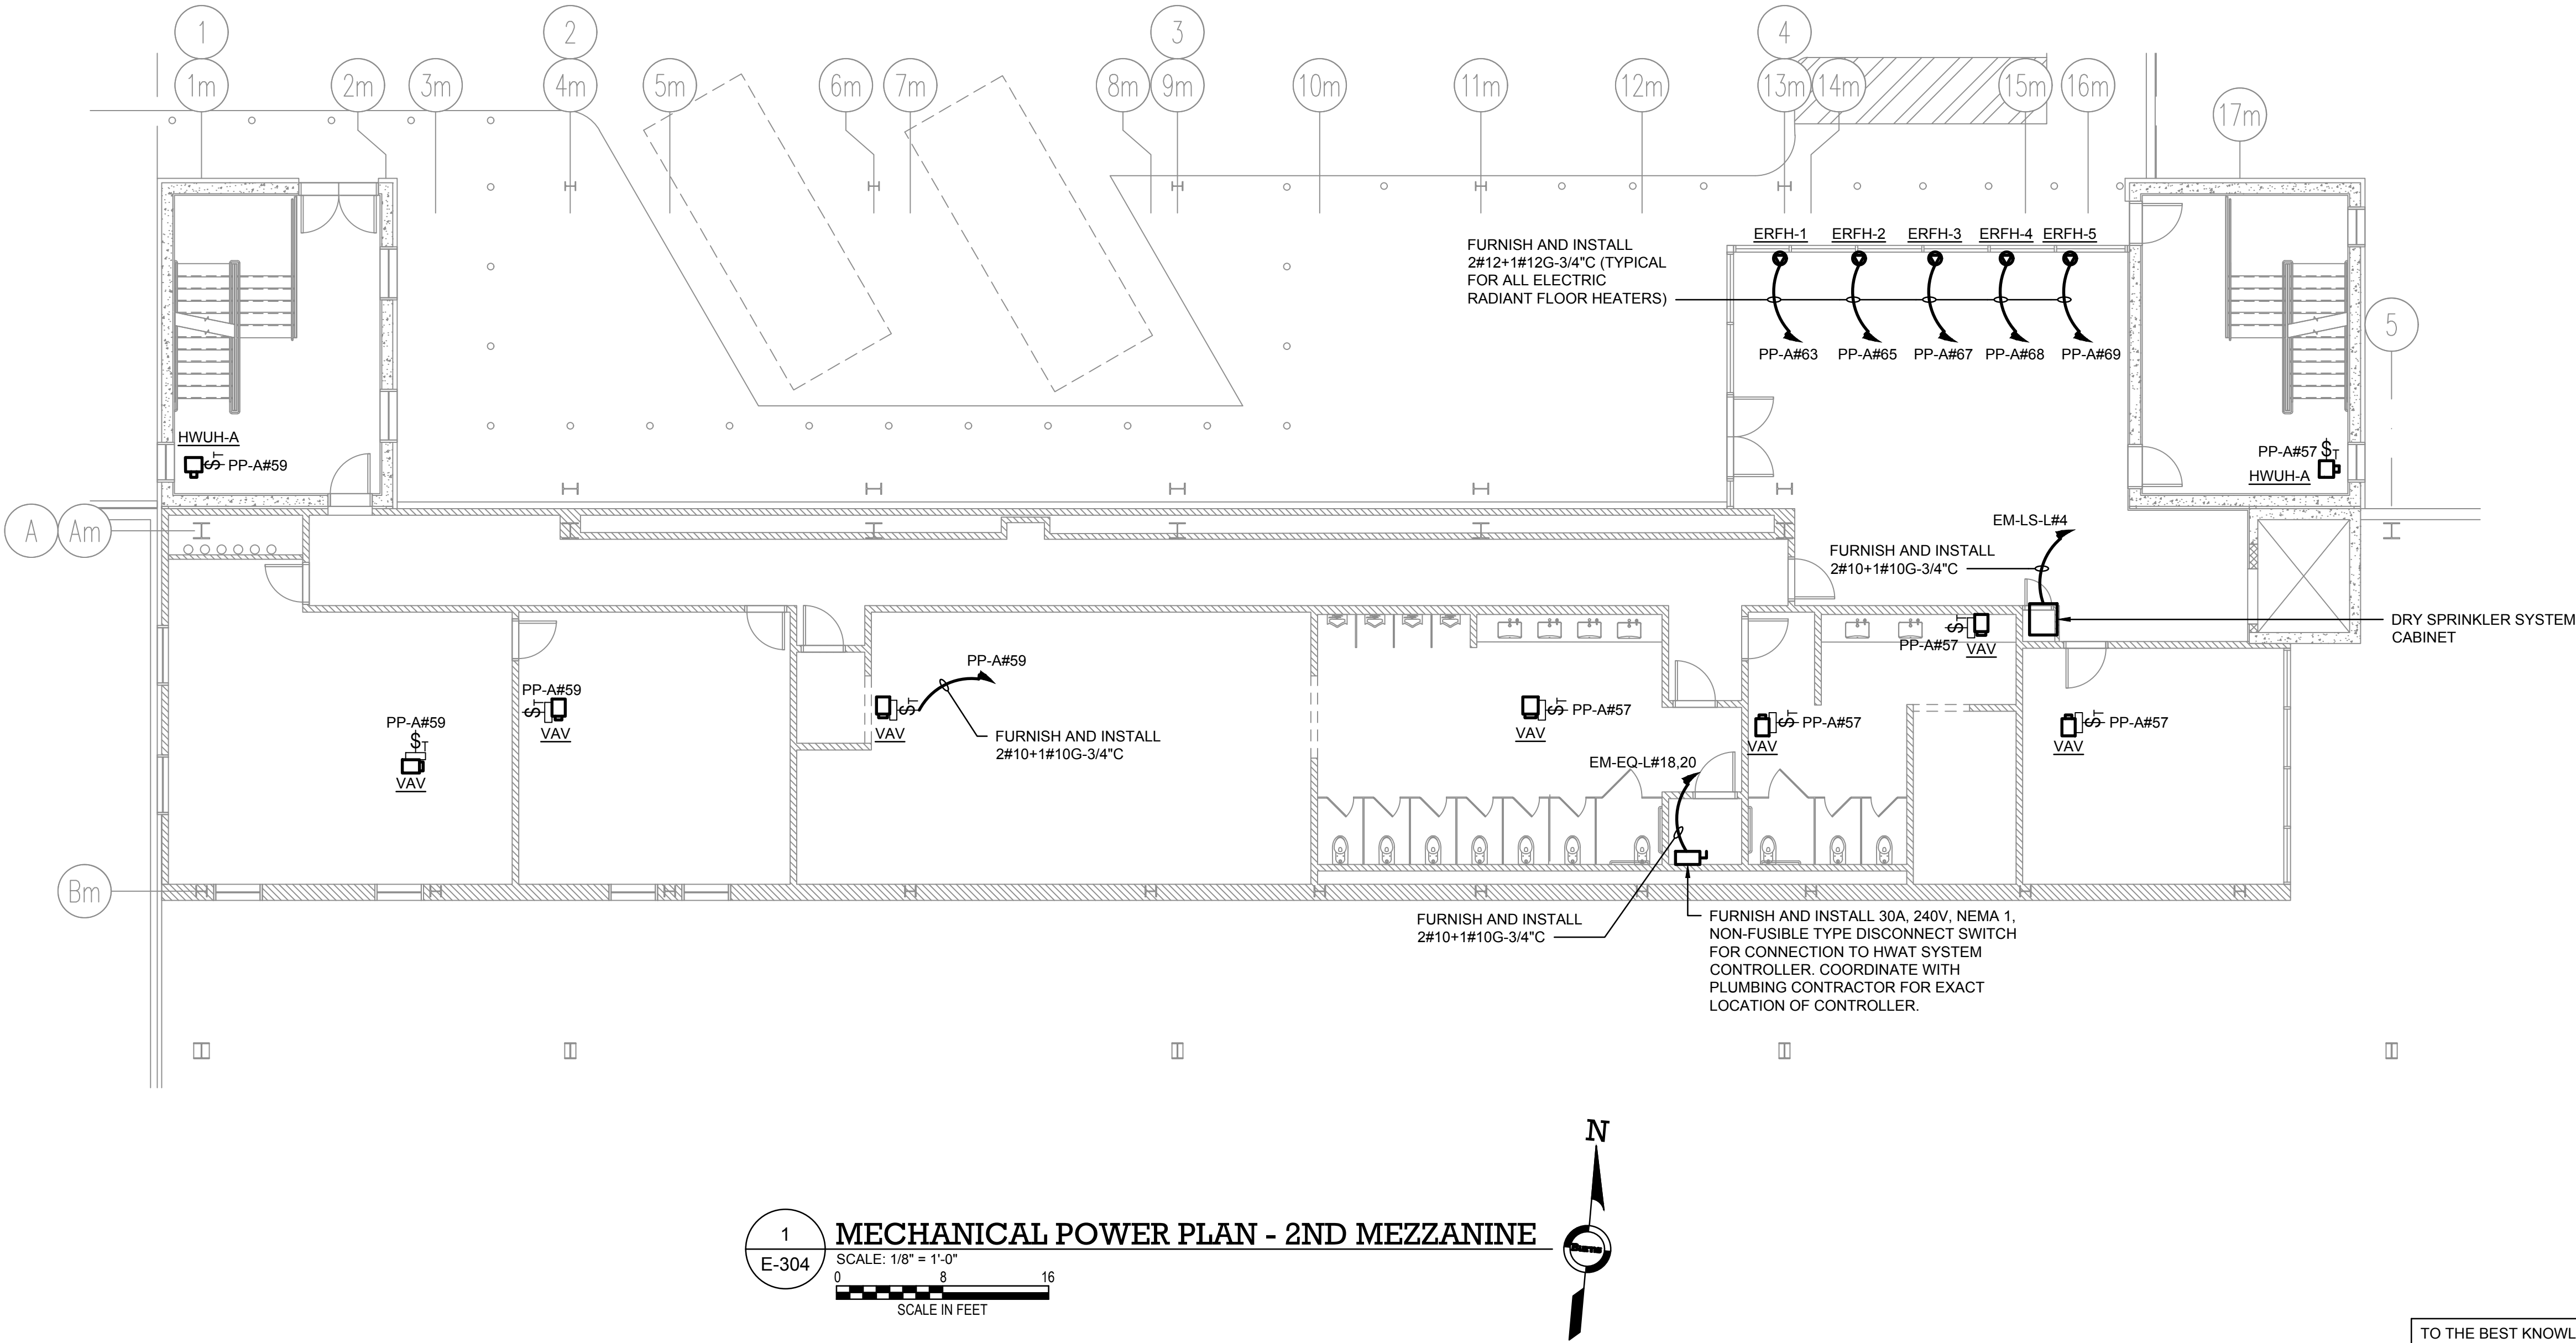 1
2
3
4
1m
2m
3m
4m
5m
6m
7m
8m
9m
10m
11m
12m
13m
14m
15m
16m
17m
5
ERFH-1
ERFH-2
ERFH-3
ERFH-4
ERFH-5
FURNISH AND INSTALL
2#12+1#12G-3/4"C (TYPICAL
FOR ALL ELECTRIC
RADIANT FLOOR HEATERS)
PP-A#63
PP-A#65
PP-A#67
PP-A#68
PP-A#69
HWUH-A
$T PP-A#59
PP-A#57 $T
HWUH-A
A
Am
EM-LS-L#4
FURNISH AND INSTALL
2#10+1#10G-3/4"C
DRY SPRINKLER SYSTEM
CABINET
PP-A#59
$T
VAV
PP-A#59
$T
VAV
PP-A#59
$T
VAV
FURNISH AND INSTALL
2#10+1#10G-3/4"C
$T PP-A#57
VAV
$T
PP-A#57
VAV
$T PP-A#57
VAV
$T PP-A#57
VAV
EM-EQ-L#18,20
Bm
FURNISH AND INSTALL
2#10+1#10G-3/4"C
FURNISH AND INSTALL 30A, 240V, NEMA 1,
NON-FUSIBLE TYPE DISCONNECT SWITCH
FOR CONNECTION TO HWAT SYSTEM
CONTROLLER. COORDINATE WITH
PLUMBING CONTRACTOR FOR EXACT
LOCATION OF CONTROLLER.
N
BURNS
1
E-304
MECHANICAL POWER PLAN - 2ND MEZZANINE
SCALE: 1/8" = 1'-0"
0 8 16
SCALE IN FEET
TO THE BEST KNOWL